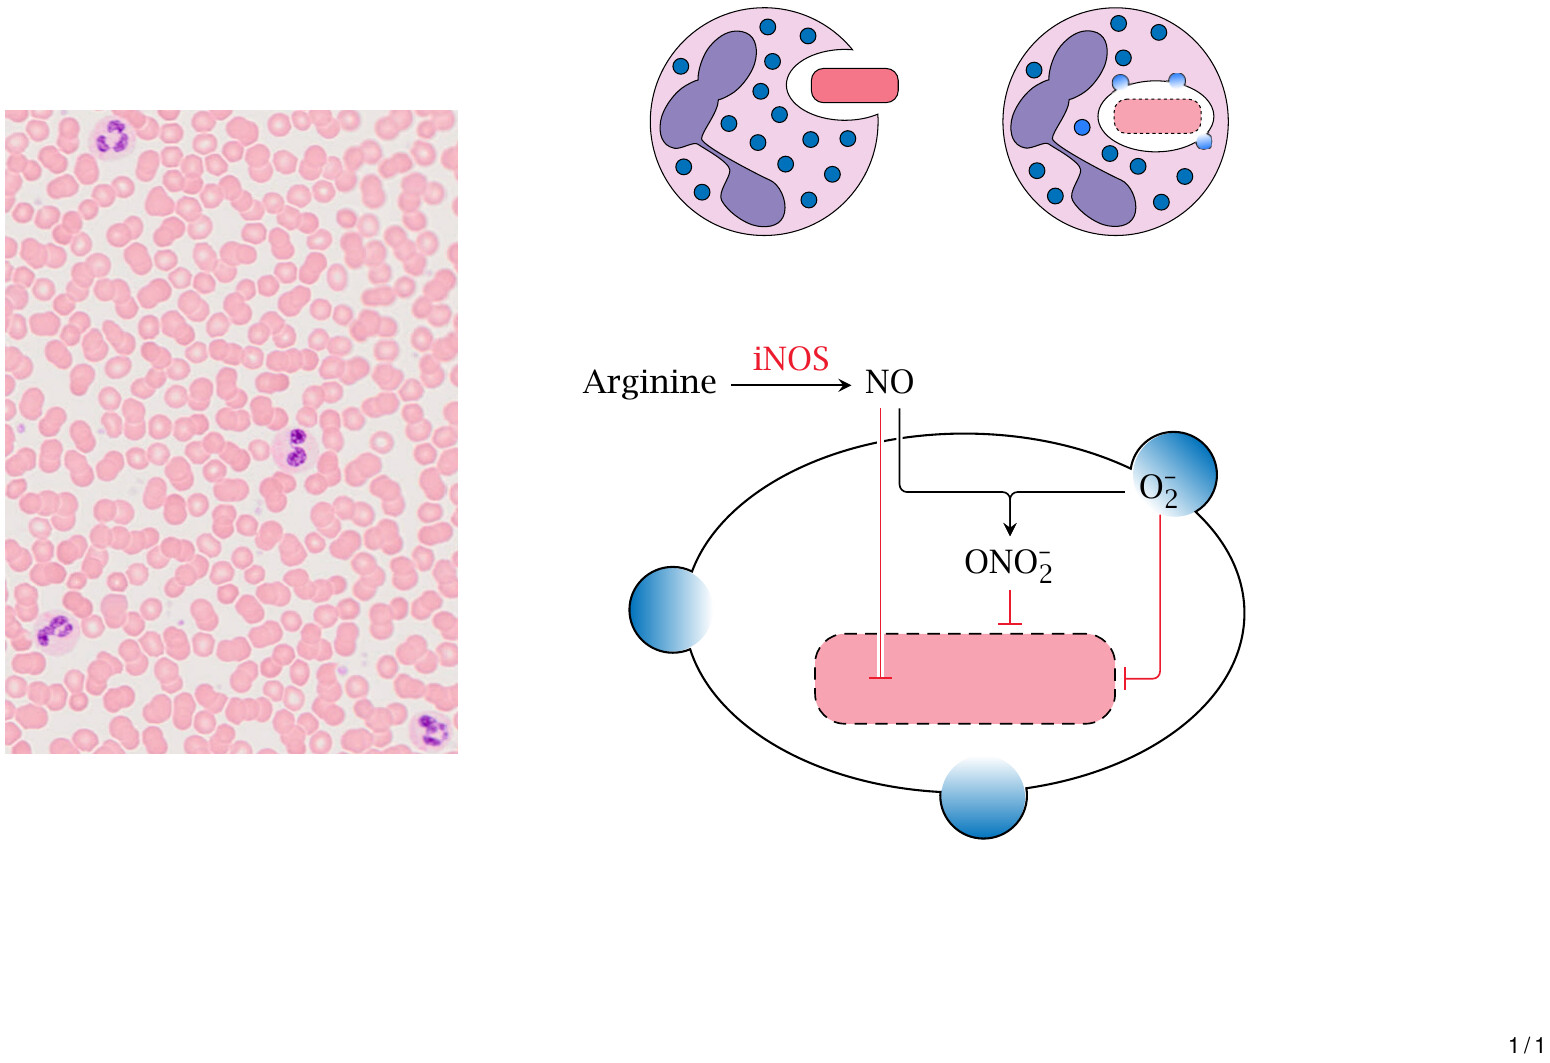 iNOS
Arginine NO
O₂⁻
ONO₂⁻
1 / 1